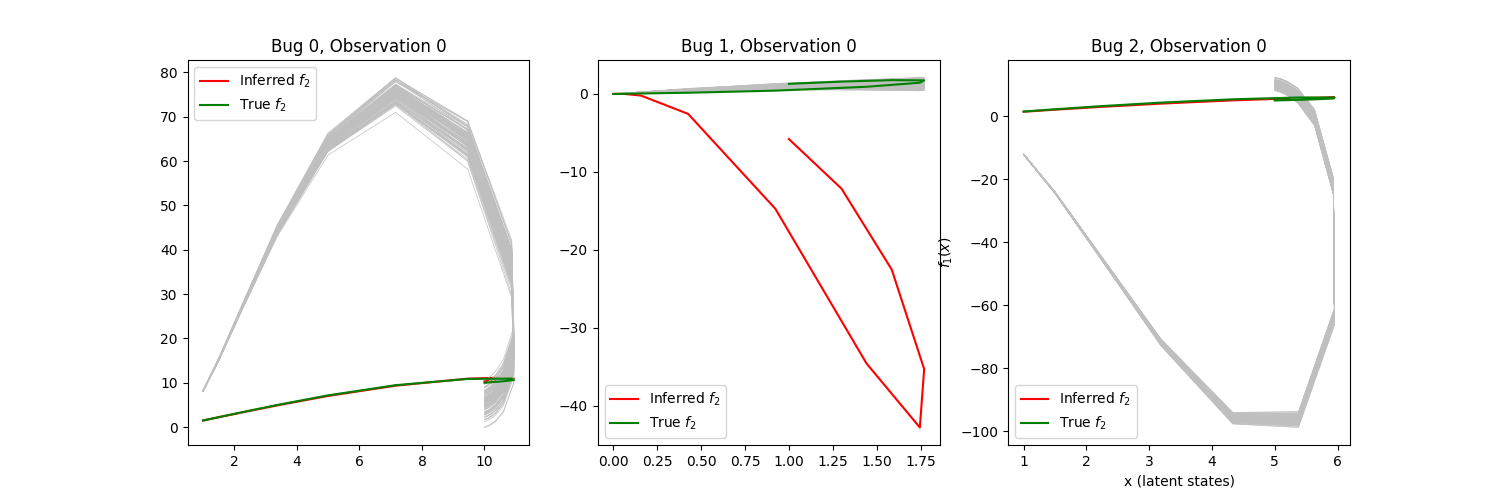 Bug 0, Observation 0
Inferred f₂
True f₂
80
70
60
50
40
30
20
10
0
2 4 6 8 10
Bug 1, Observation 0
0
−10
−20
−30
−40
Inferred f₂
True f₂
0.00 0.25 0.50 0.75 1.00 1.25 1.50 1.75
Bug 2, Observation 0
f₁(x)
0
−20
−40
−60
−80
−100
Inferred f₂
True f₂
1 2 3 4 5 6
x (latent states)